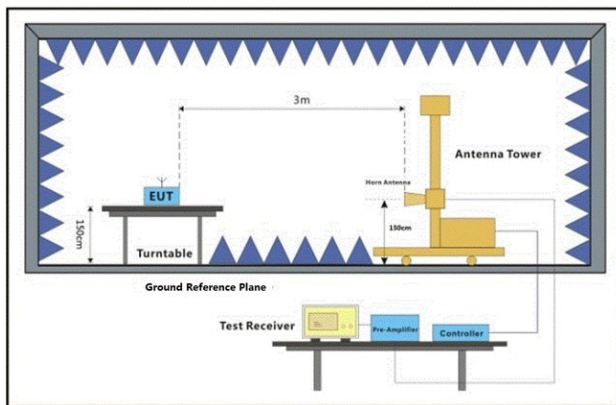 3m
Antenna Tower
Horn Antenna
EUT
150cm
150cm
Turntable
Ground Reference Plane
Test Receiver
Pre-Amplifier
Controller